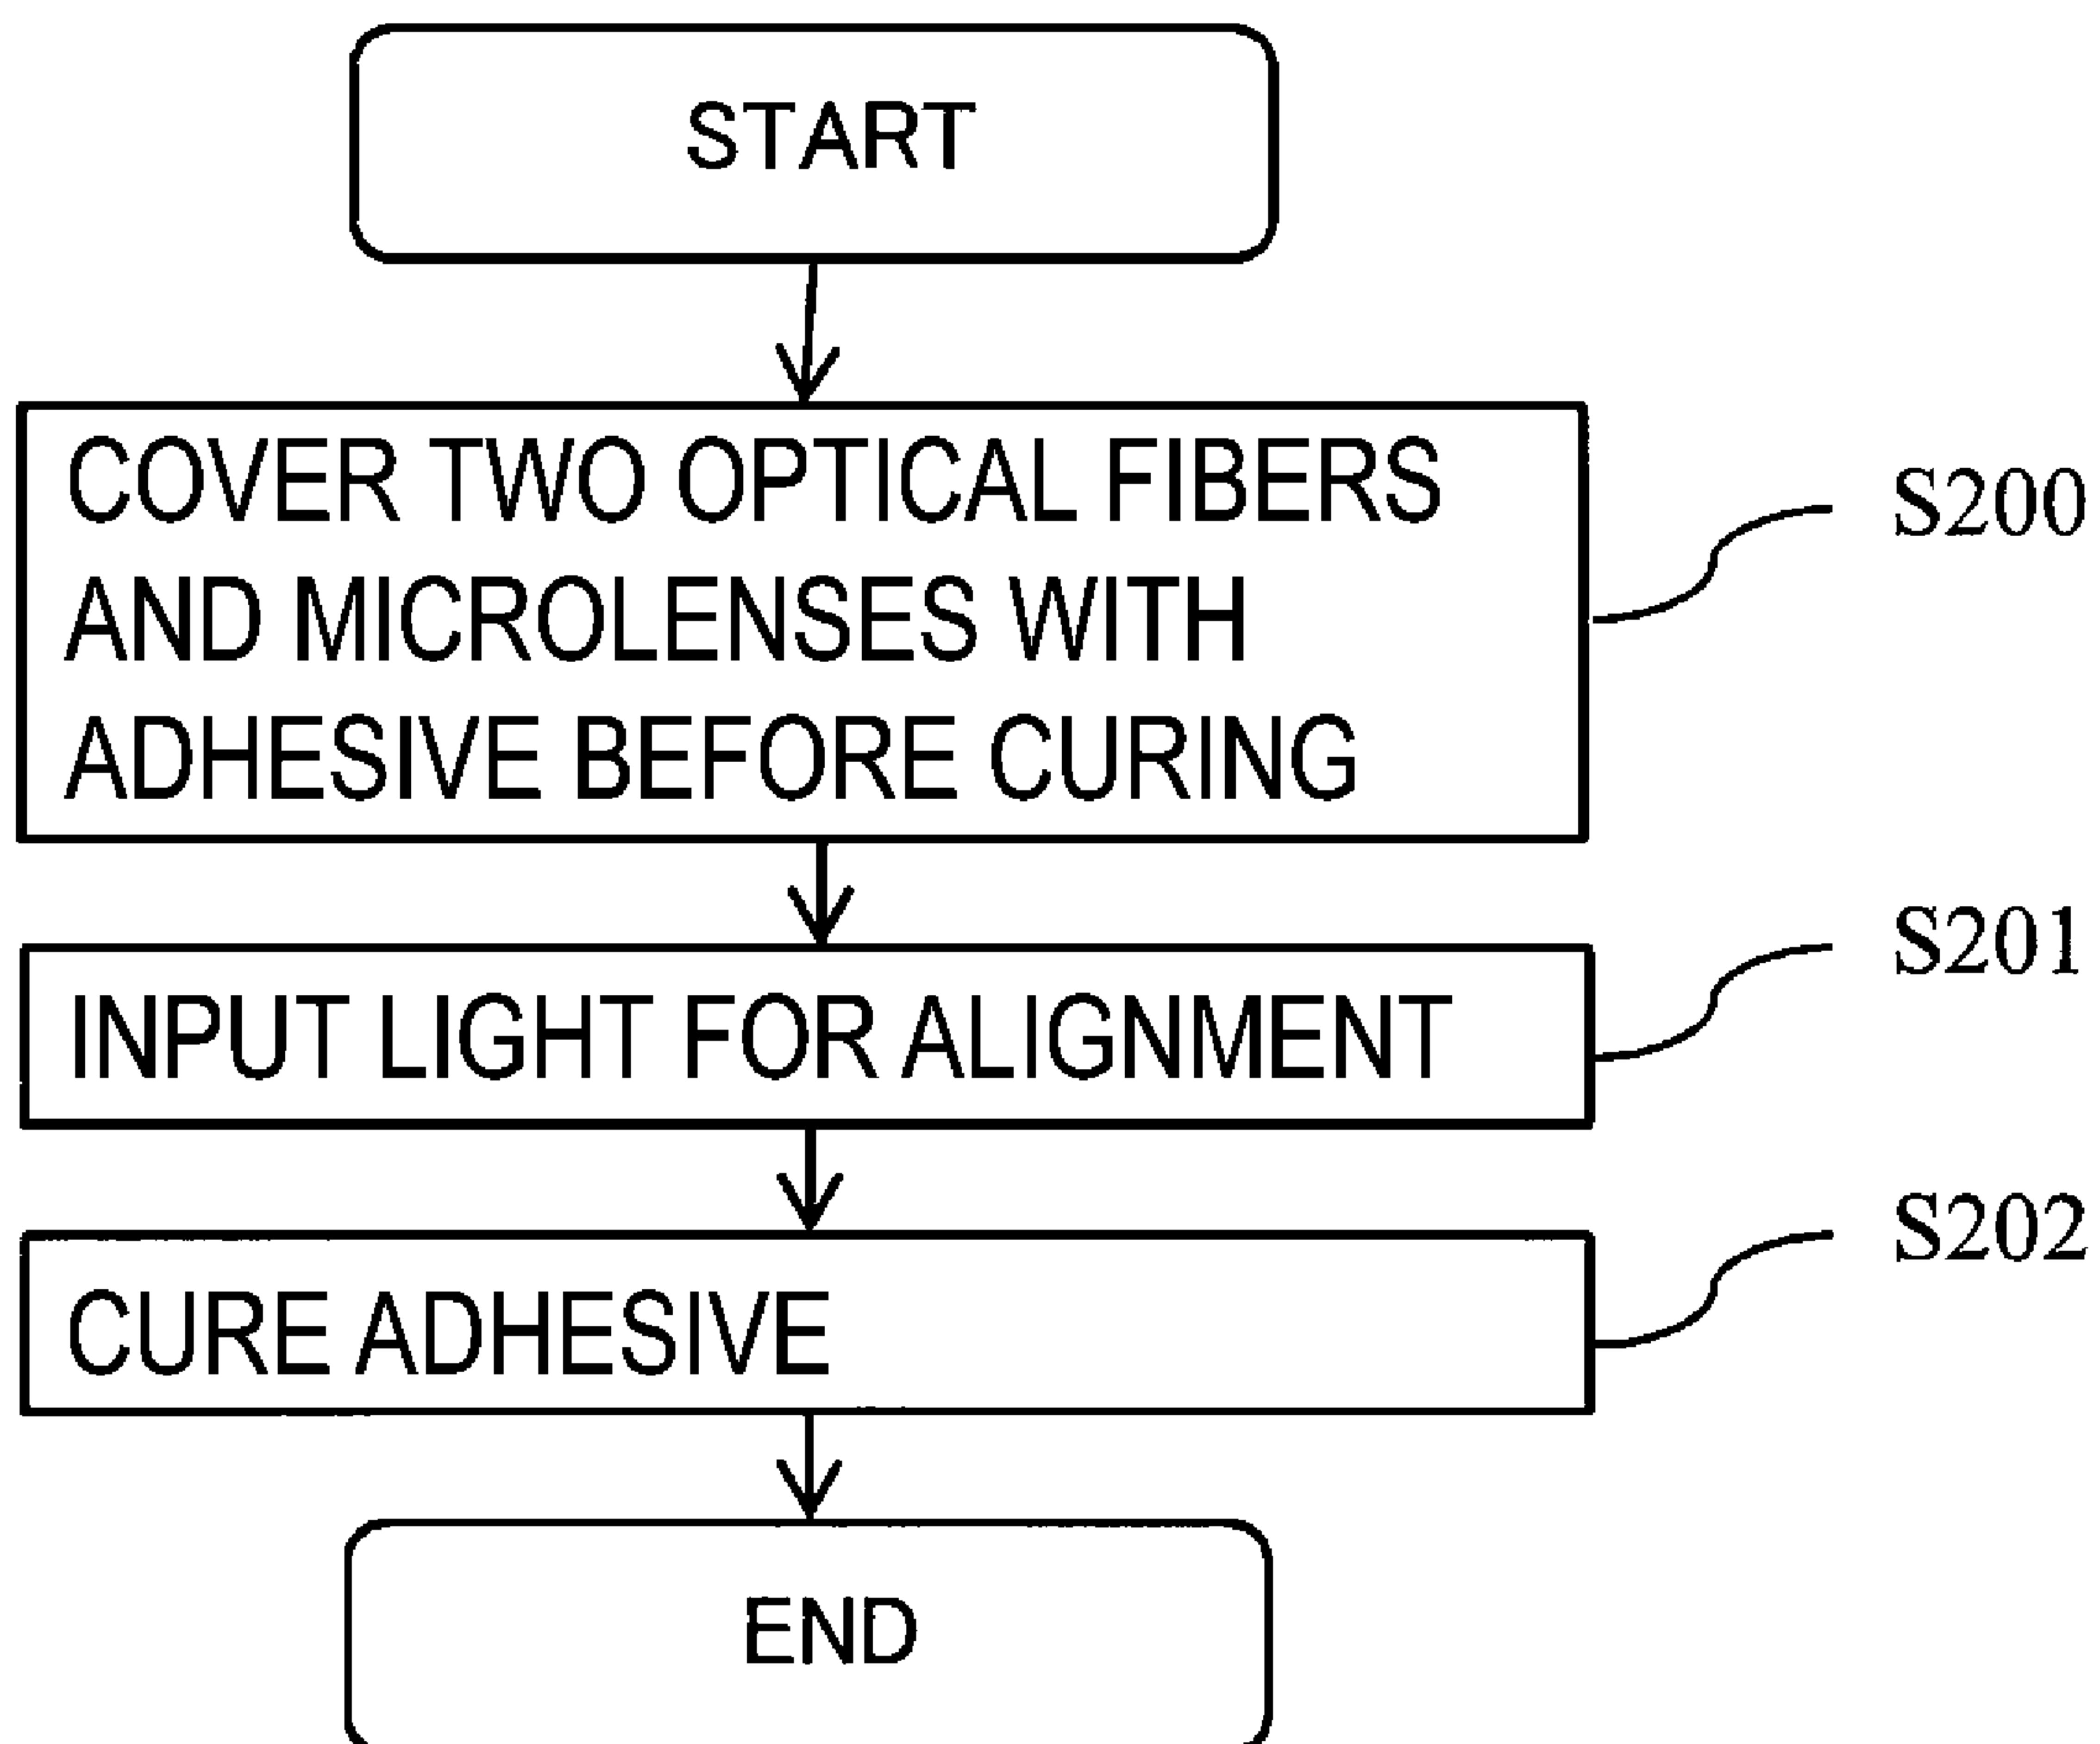 START
COVER TWO OPTICAL FIBERS
AND MICROLENSES WITH
ADHESIVE BEFORE CURING
S200
INPUT LIGHT FOR ALIGNMENT
S201
CURE ADHESIVE
S202
END